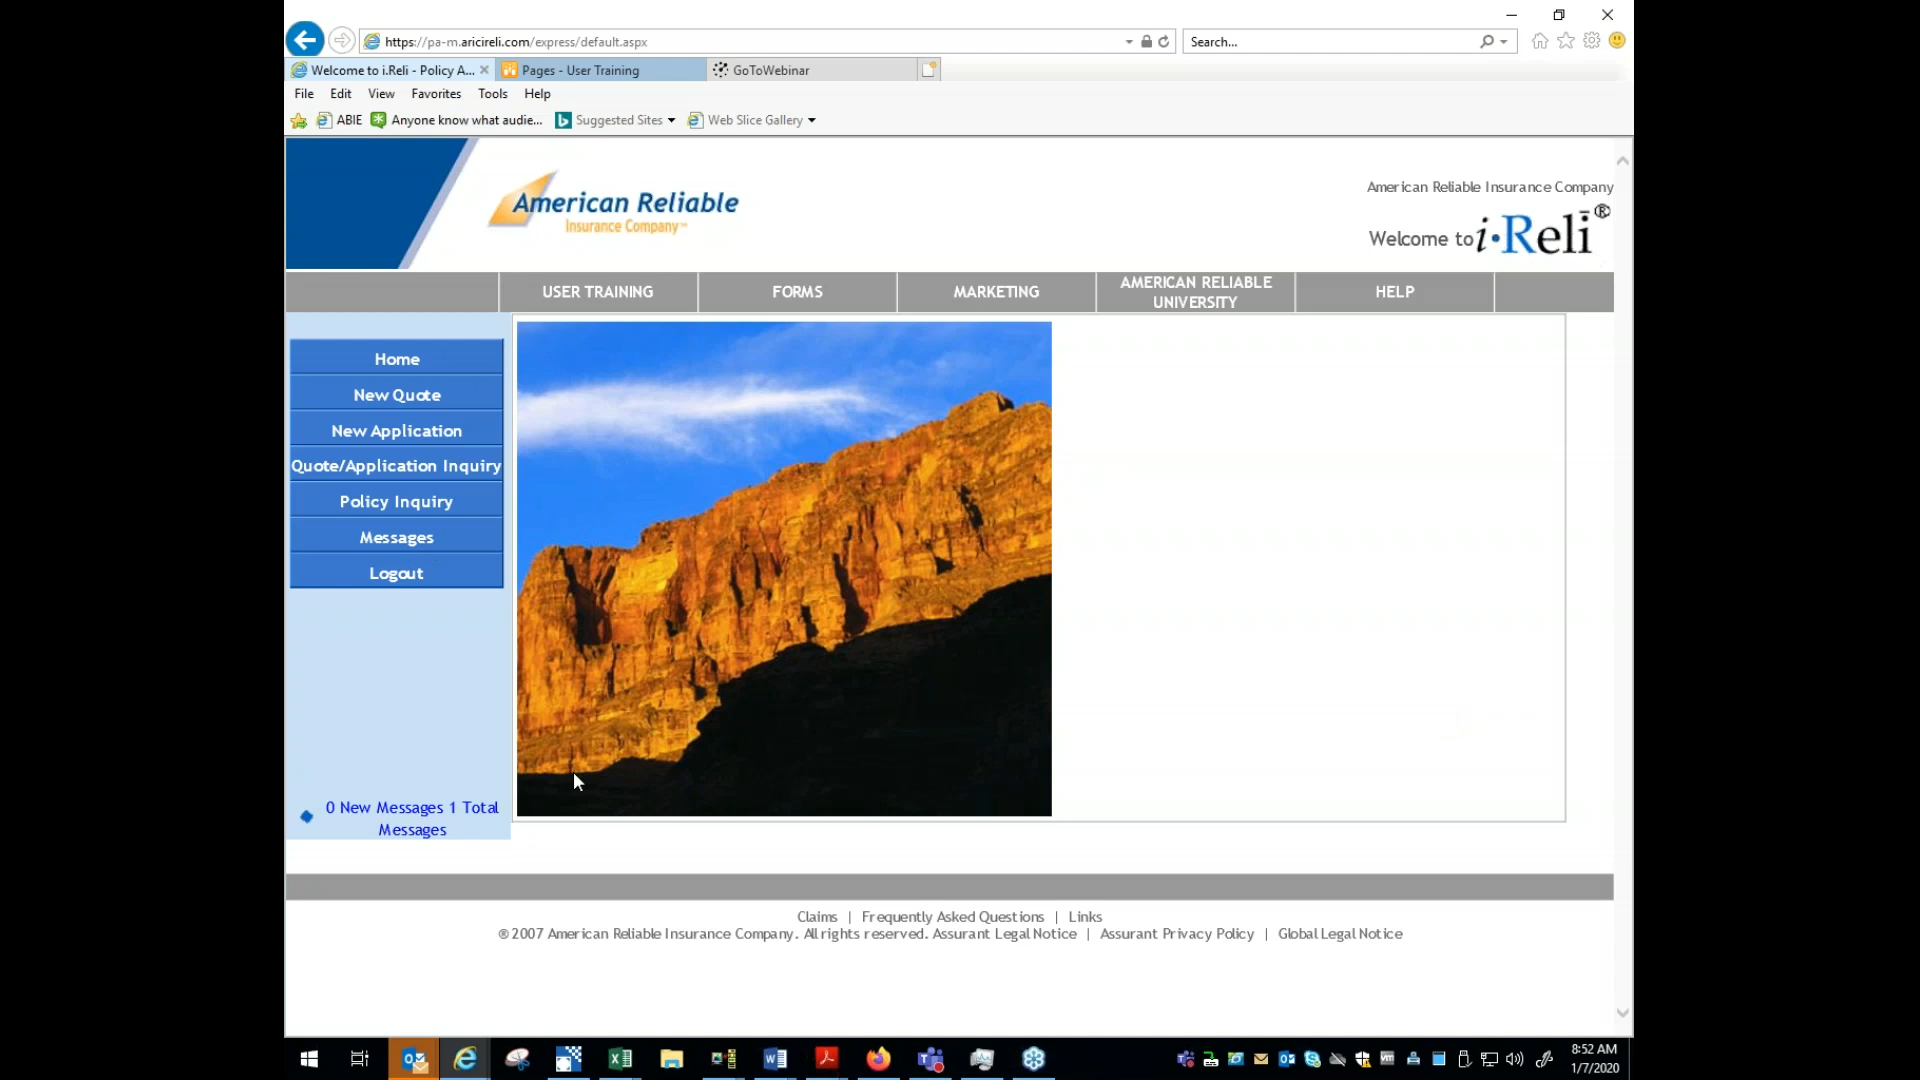 https://pa-m.aricireli.com/express/default.aspx
Search...
Welcome to i.Reli - Policy A...
Pages - User Training
GoToWebinar
File Edit View Favorites Tools Help
ABIE
Anyone know what audie...
Suggested Sites
Web Slice Gallery
American Reliable
Insurance Company™
American Reliable Insurance Company
Welcome to i•Reli®
USER TRAINING
FORMS
MARKETING
AMERICAN RELIABLE
UNIVERSITY
HELP
Home
New Quote
New Application
Quote/Application Inquiry
Policy Inquiry
Messages
Logout
0 New Messages 1 Total
Messages
Claims | Frequently Asked Questions | Links
®2007 American Reliable Insurance Company. All rights reserved. Assurant Legal Notice | Assurant Privacy Policy | Global Legal Notice
8:52 AM
1/7/2020